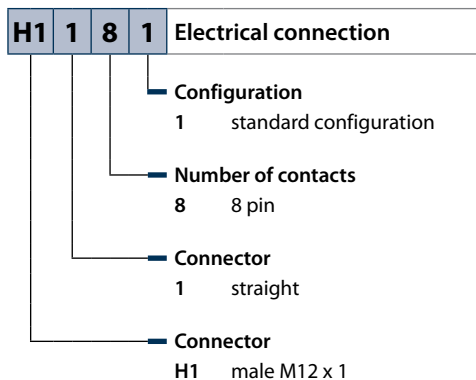 H1 1 8 1 Electrical connection
Configuration
1 standard configuration
Number of contacts
8 8 pin
Connector
1 straight
Connector
H1 male M12 x 1